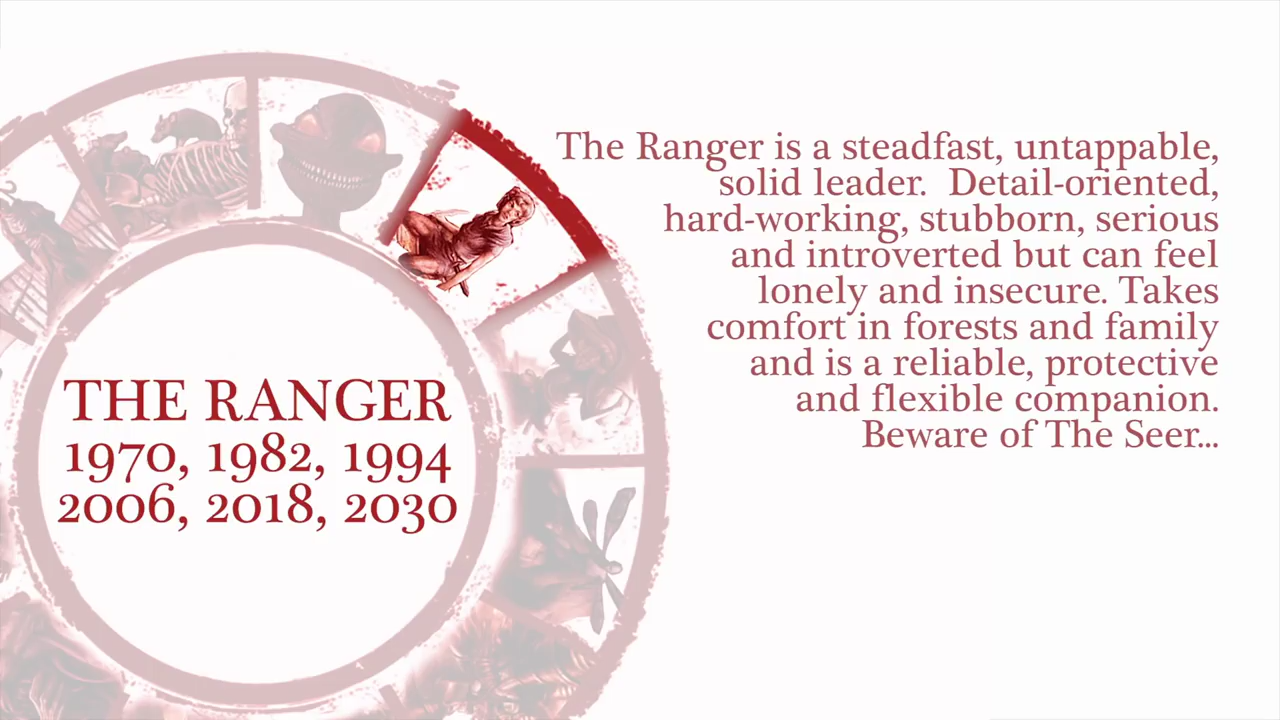 THE RANGER
1970, 1982, 1994
2006, 2018, 2030
The Ranger is a steadfast, untappable,
solid leader.  Detail-oriented,
hard-working, stubborn, serious
and introverted but can feel
lonely and insecure. Takes
comfort in forests and family
and is a reliable, protective
and flexible companion.
Beware of The Seer...